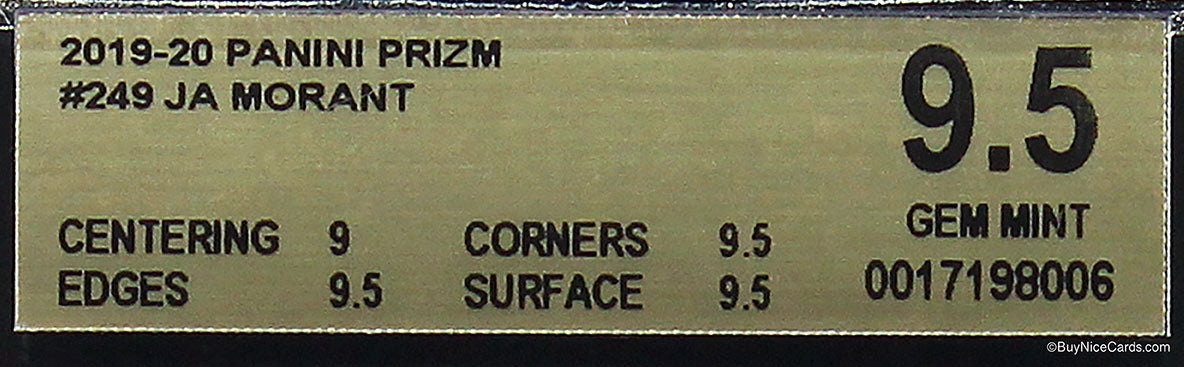 2019-20 PANINI PRIZM
#249 JA MORANT
9.5
GEM MINT
0017198006
CENTERING 9 CORNERS 9.5
EDGES 9.5 SURFACE 9.5
©BuyNiceCards.com